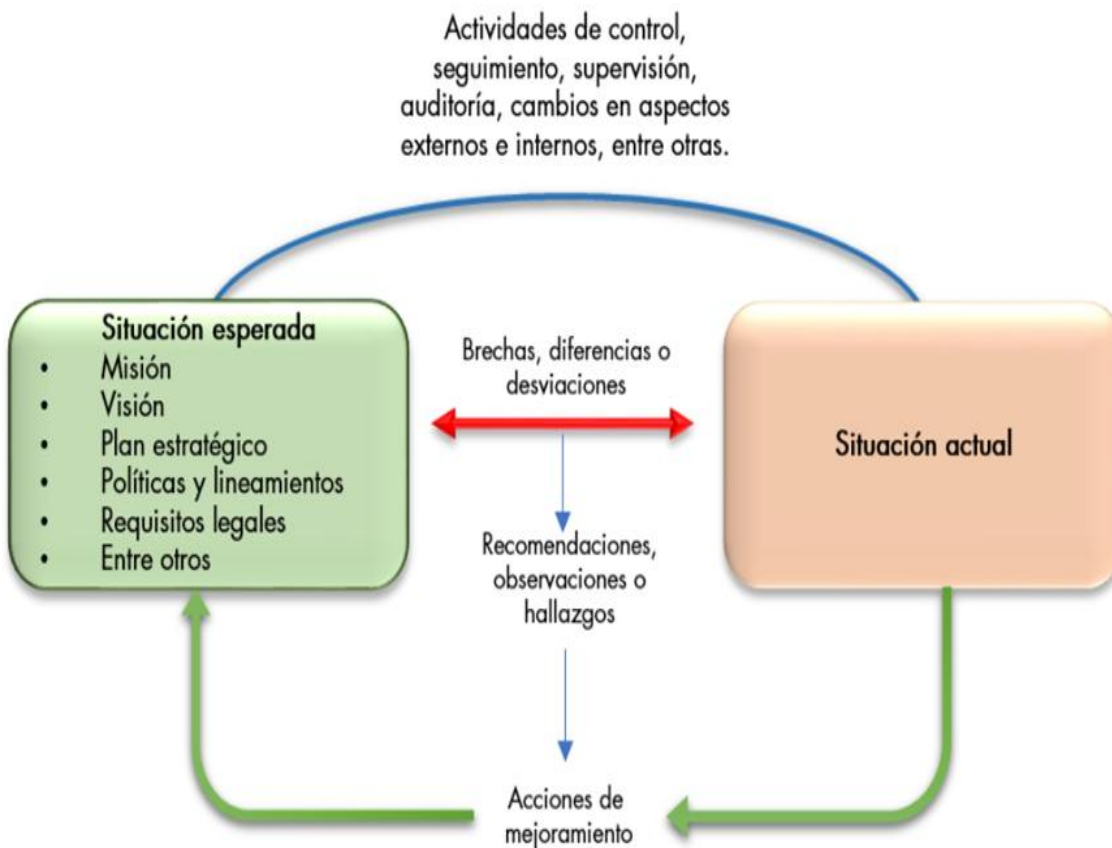 Actividades de control,
seguimiento, supervisión,
auditoría, cambios en aspectos
externos e internos, entre otras.
Situación esperada
• Misión
• Visión
• Plan estratégico
• Políticas y lineamientos
• Requisitos legales
• Entre otros
Brechas, diferencias o
desviaciones
Situación actual
Recomendaciones,
observaciones o
hallazgos
Acciones de
mejoramiento